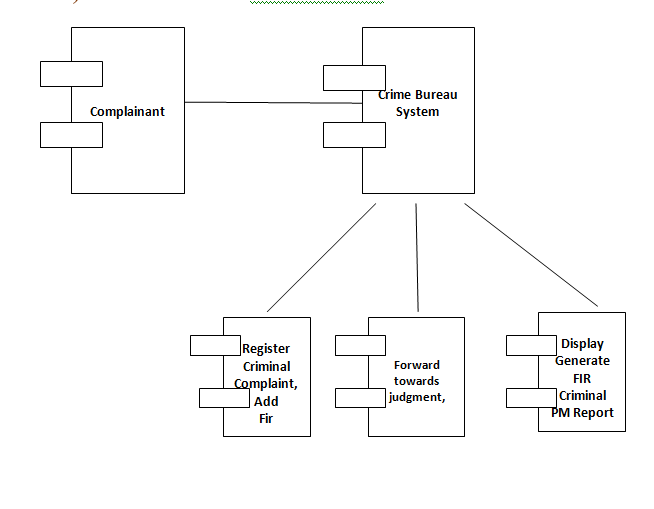 Complainant
Crime Bureau
System
Register
Criminal
Complaint,
Add
Fir
Forward
towards
judgment,
Display
Generate
FIR
Criminal
PM Report